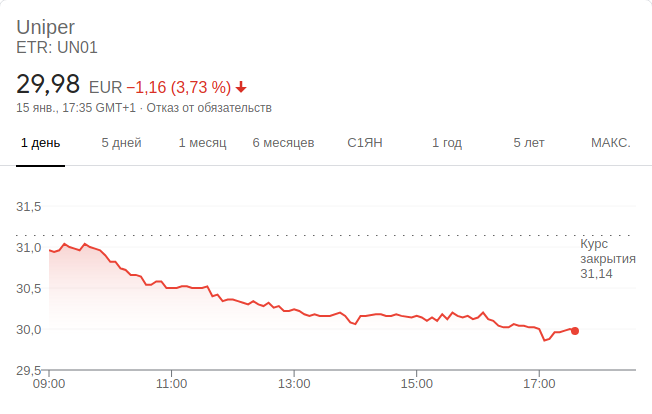 Uniper
ETR: UN01
29,98 EUR −1,16 (3,73 %)
15 янв., 17:35 GMT+1 · Отказ от обязательств
1 день 5 дней 1 месяц 6 месяцев С1ЯН 1 год 5 лет МАКС.
31,5
31,0
30,5
30,0
29,5
Курс
закрытия
31,14
09:00 11:00 13:00 15:00 17:00